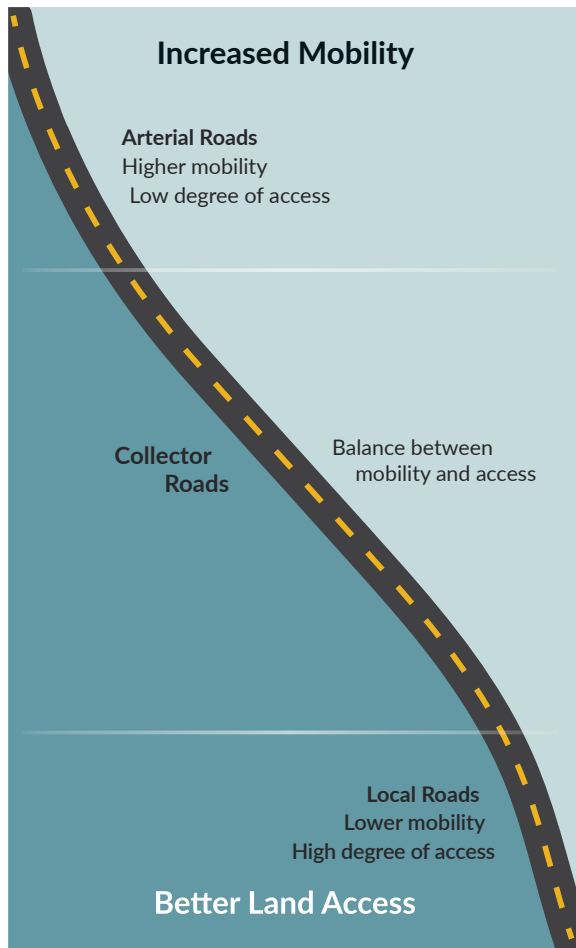 Increased Mobility
Arterial Roads
Higher mobility
Low degree of access
Collector
Roads
Balance between
mobility and access
Local Roads
Lower mobility
High degree of access
Better Land Access